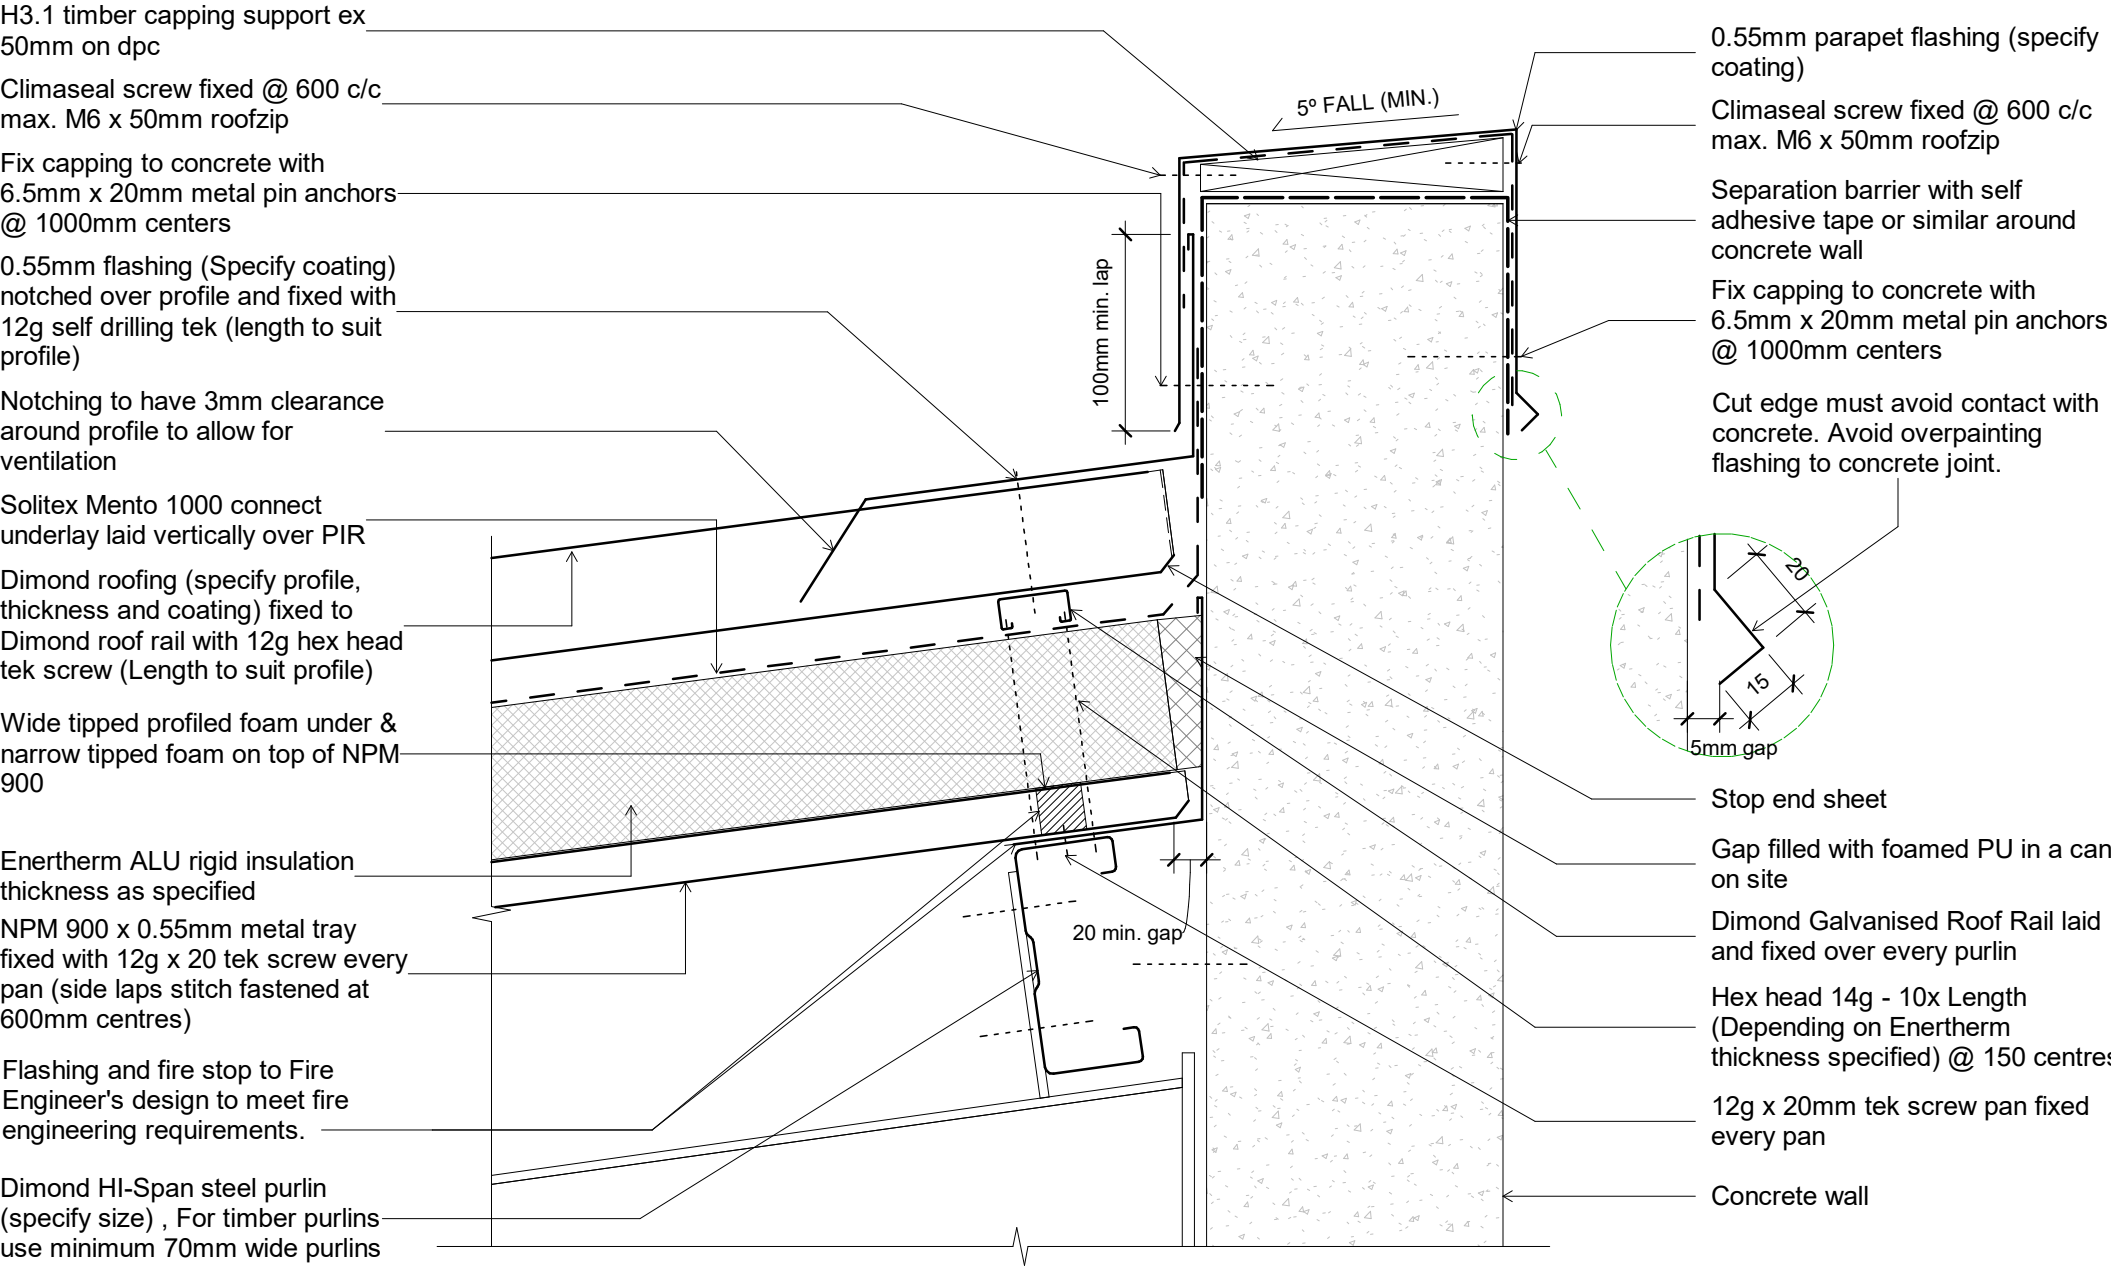 H3.1 timber capping support ex
50mm on dpc
Climaseal screw fixed @ 600 c/c
max. M6 x 50mm roofzip
Fix capping to concrete with
6.5mm x 20mm metal pin anchors
@ 1000mm centers
0.55mm flashing (Specify coating)
notched over profile and fixed with
12g self drilling tek (length to suit
profile)
Notching to have 3mm clearance
around profile to allow for
ventilation
Solitex Mento 1000 connect
underlay laid vertically over PIR
Dimond roofing (specify profile,
thickness and coating) fixed to
Dimond roof rail with 12g hex head
tek screw (Length to suit profile)
Wide tipped profiled foam under &
narrow tipped foam on top of NPM
900
Enertherm ALU rigid insulation
thickness as specified
NPM 900 x 0.55mm metal tray
fixed with 12g x 20 tek screw every
pan (side laps stitch fastened at
600mm centres)
Flashing and fire stop to Fire
Engineer's design to meet fire
engineering requirements.
Dimond HI-Span steel purlin
(specify size) , For timber purlins
use minimum 70mm wide purlins
5º FALL (MIN.)
100mm min. lap
20 min. gap
0.55mm parapet flashing (specify
coating)
Climaseal screw fixed @ 600 c/c
max. M6 x 50mm roofzip
Separation barrier with self
adhesive tape or similar around
concrete wall
Fix capping to concrete with
6.5mm x 20mm metal pin anchors
@ 1000mm centers
Cut edge must avoid contact with
concrete. Avoid overpainting
flashing to concrete joint.
20
15
5mm gap
Stop end sheet
Gap filled with foamed PU in a can
on site
Dimond Galvanised Roof Rail laid
and fixed over every purlin
Hex head 14g - 10x Length
(Depending on Enertherm
thickness specified) @ 150 centres
12g x 20mm tek screw pan fixed
every pan
Concrete wall